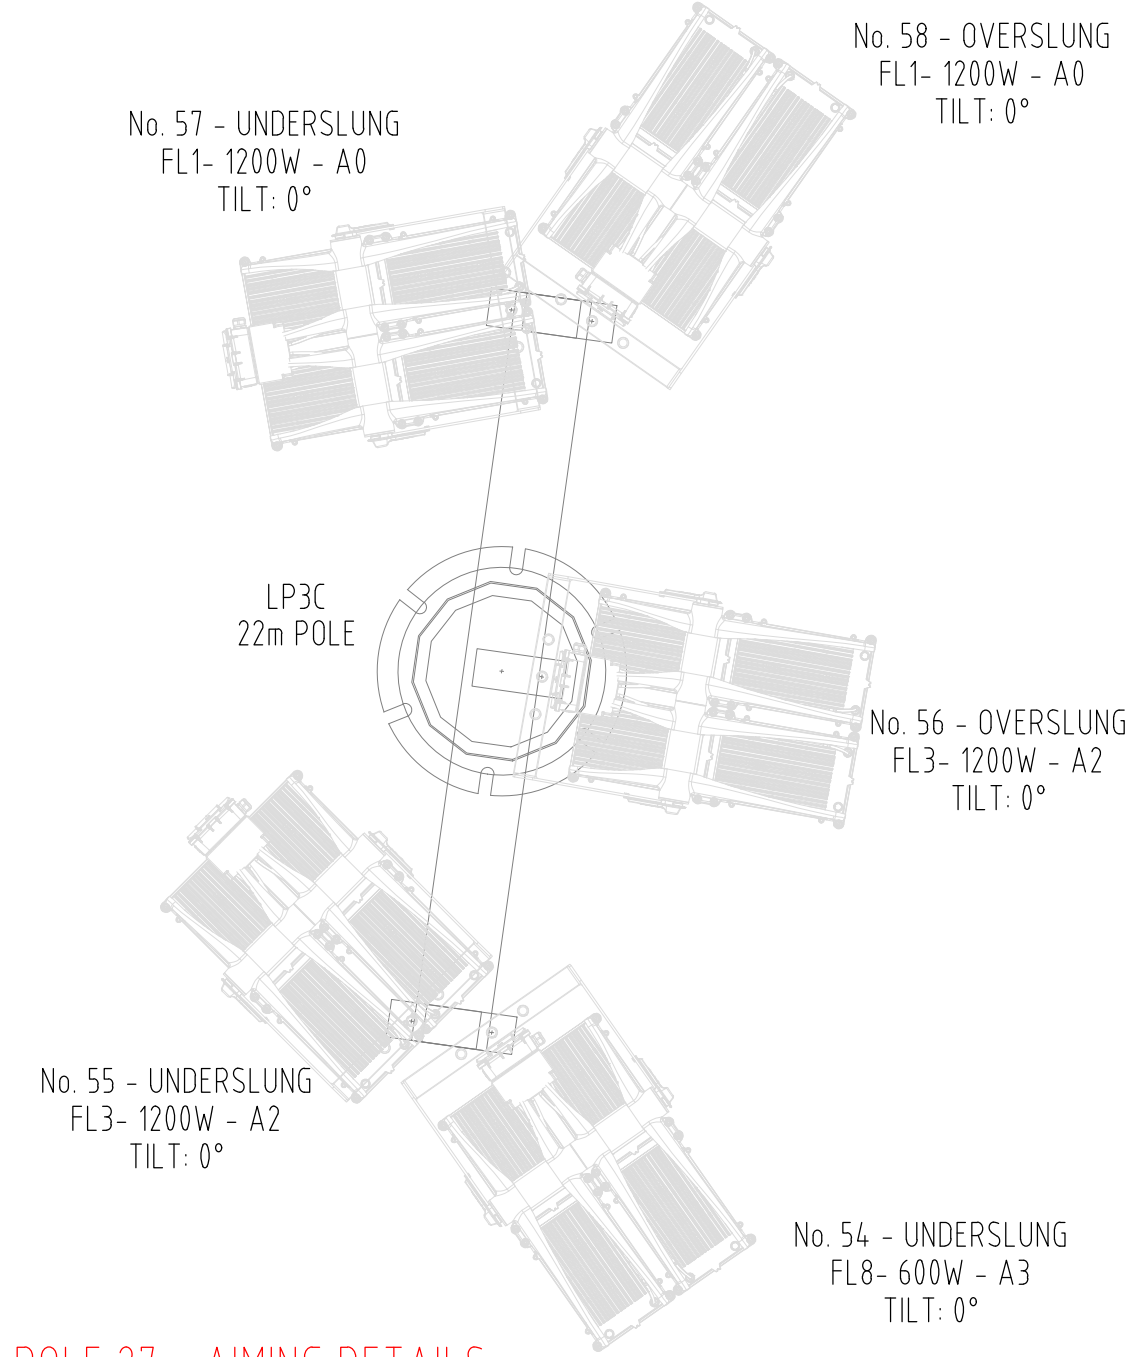 No. 58 - OVERSLUNG
FL1- 1200W - A0
TILT: 0°
No. 57 - UNDERSLUNG
FL1- 1200W - A0
TILT: 0°
LP3C
22m POLE
No. 56 - OVERSLUNG
FL3- 1200W - A2
TILT: 0°
No. 55 - UNDERSLUNG
FL3- 1200W - A2
TILT: 0°
No. 54 - UNDERSLUNG
FL8- 600W - A3
TILT: 0°
AIMING DETAILS